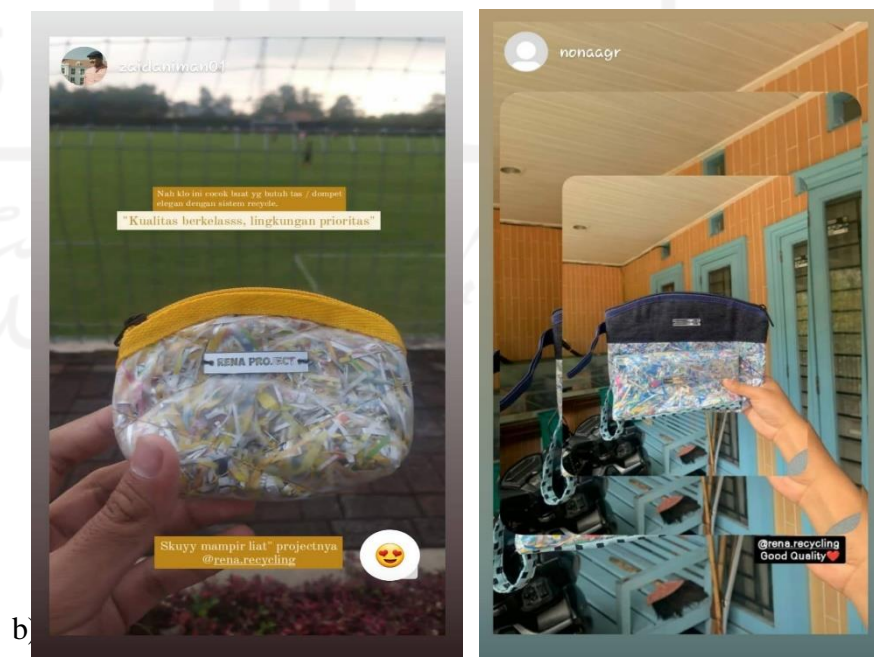 zaidaniman01
Nah klo ini cocok buat yg butuh tas / dompet
elegan dengan sistem recycle.
"Kualitas berkelasss, lingkungan prioritas"
RENA PROJECT
Skuyy mampir liat" projectnya
@rena.recycling
b)
nonaagr
@rena.recycling
Good Quality❤️